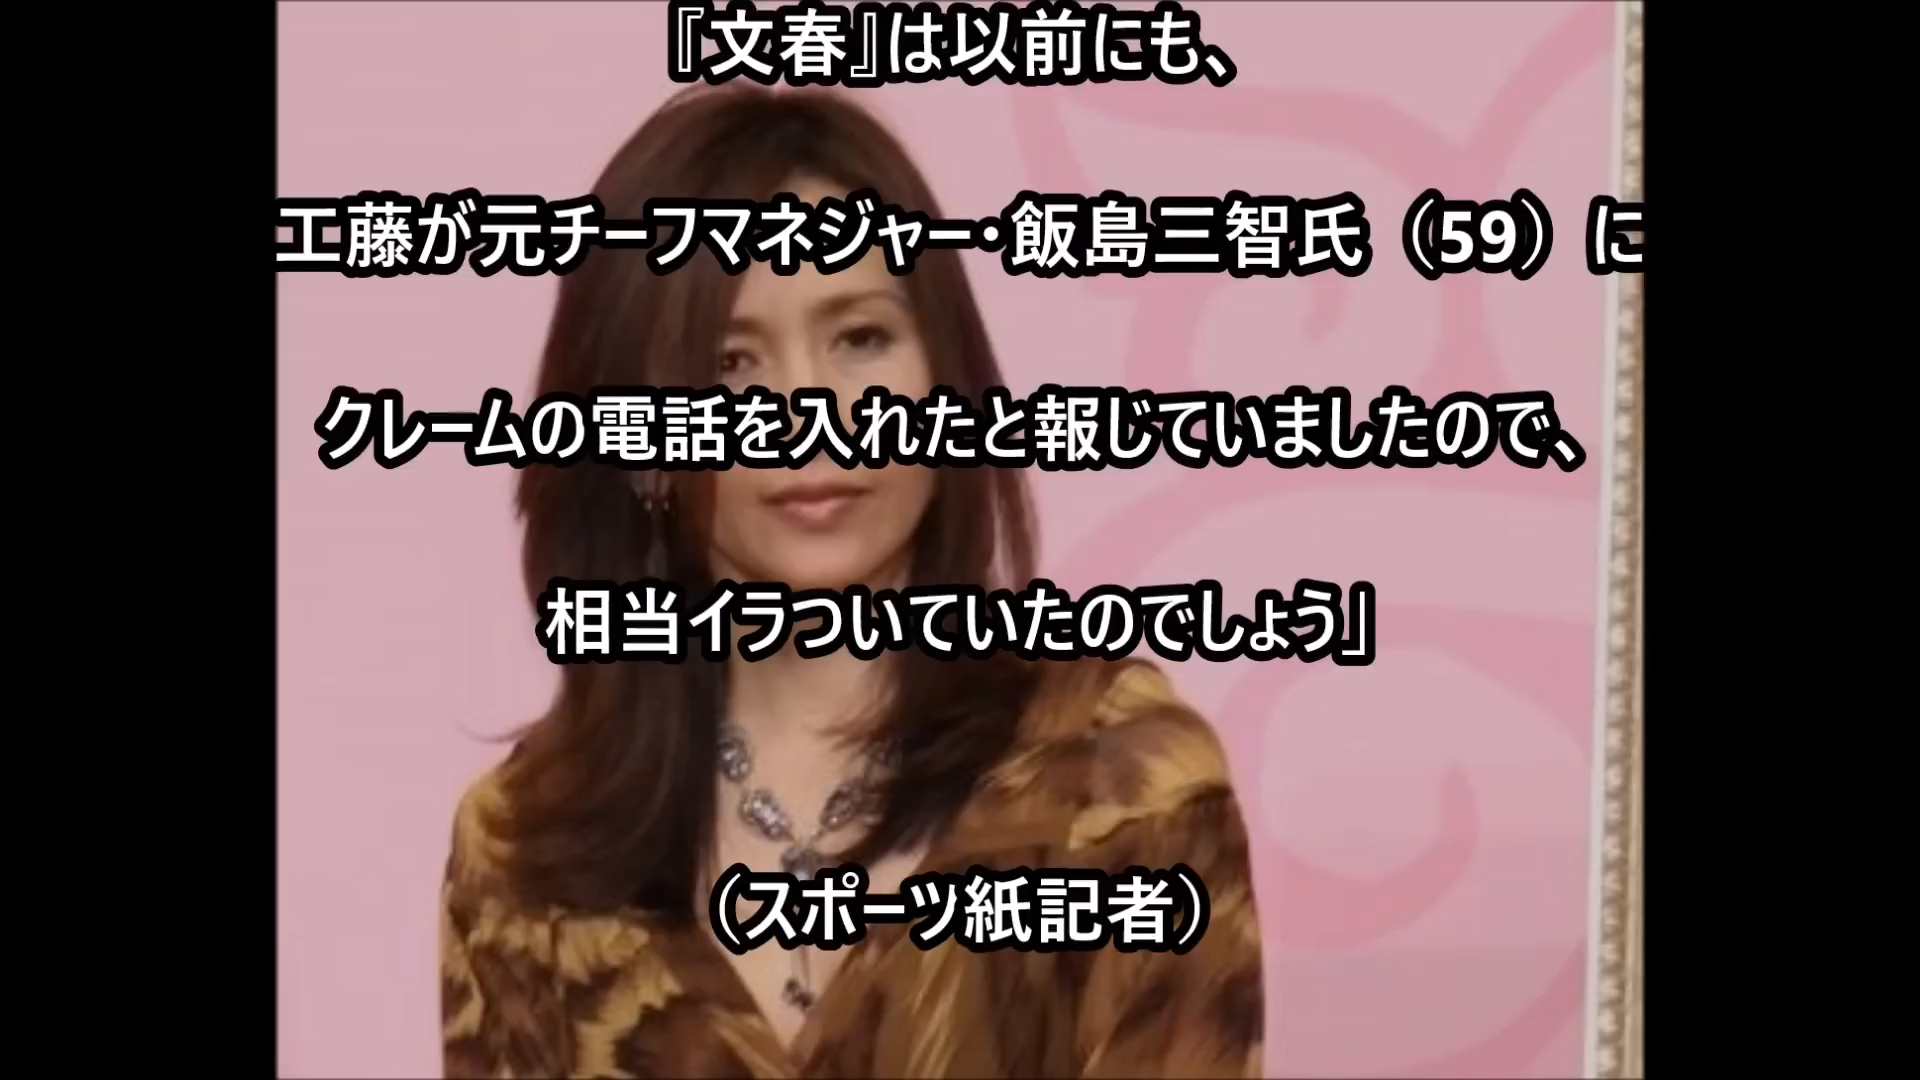 『文春』は以前にも、
工藤が元チーフマネジャー・飯島三智氏（59）に
クレームの電話を入れたと報じていましたので、
相当イラついていたのでしょう」
（スポーツ紙記者）